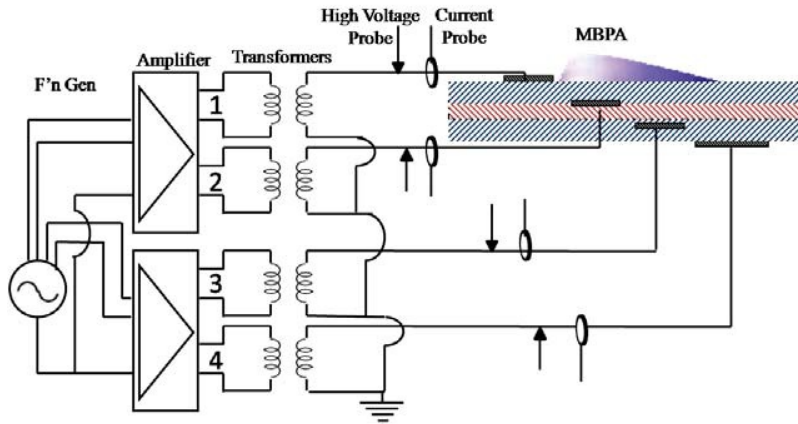 High Voltage Probe
Current Probe
MBPA
Amplifier
Transformers
F'n Gen
1
2
3
4